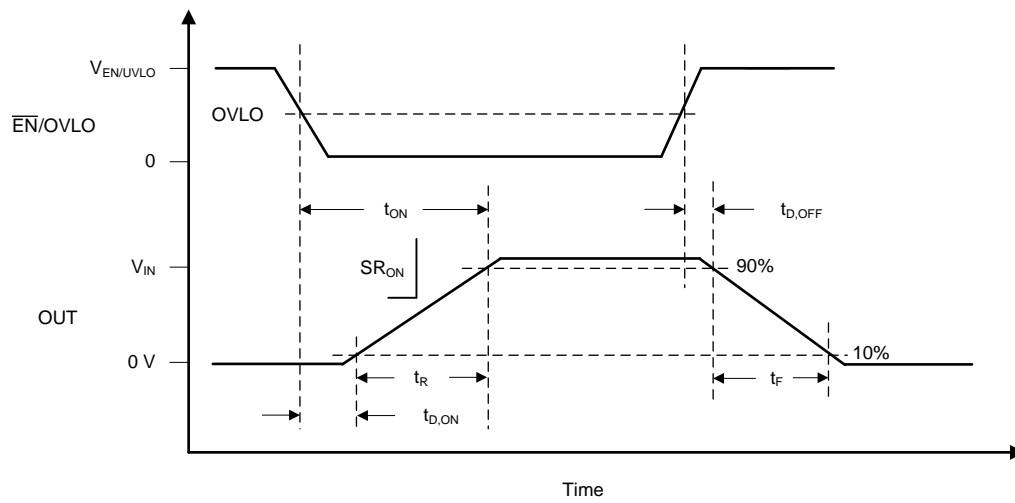 V_EN/UVLO
OVLO
E̅N̅/OVLO
0
t_ON
t_D,OFF
V_IN
SR_ON
90%
OUT
0 V
10%
t_R
t_F
t_D,ON
Time